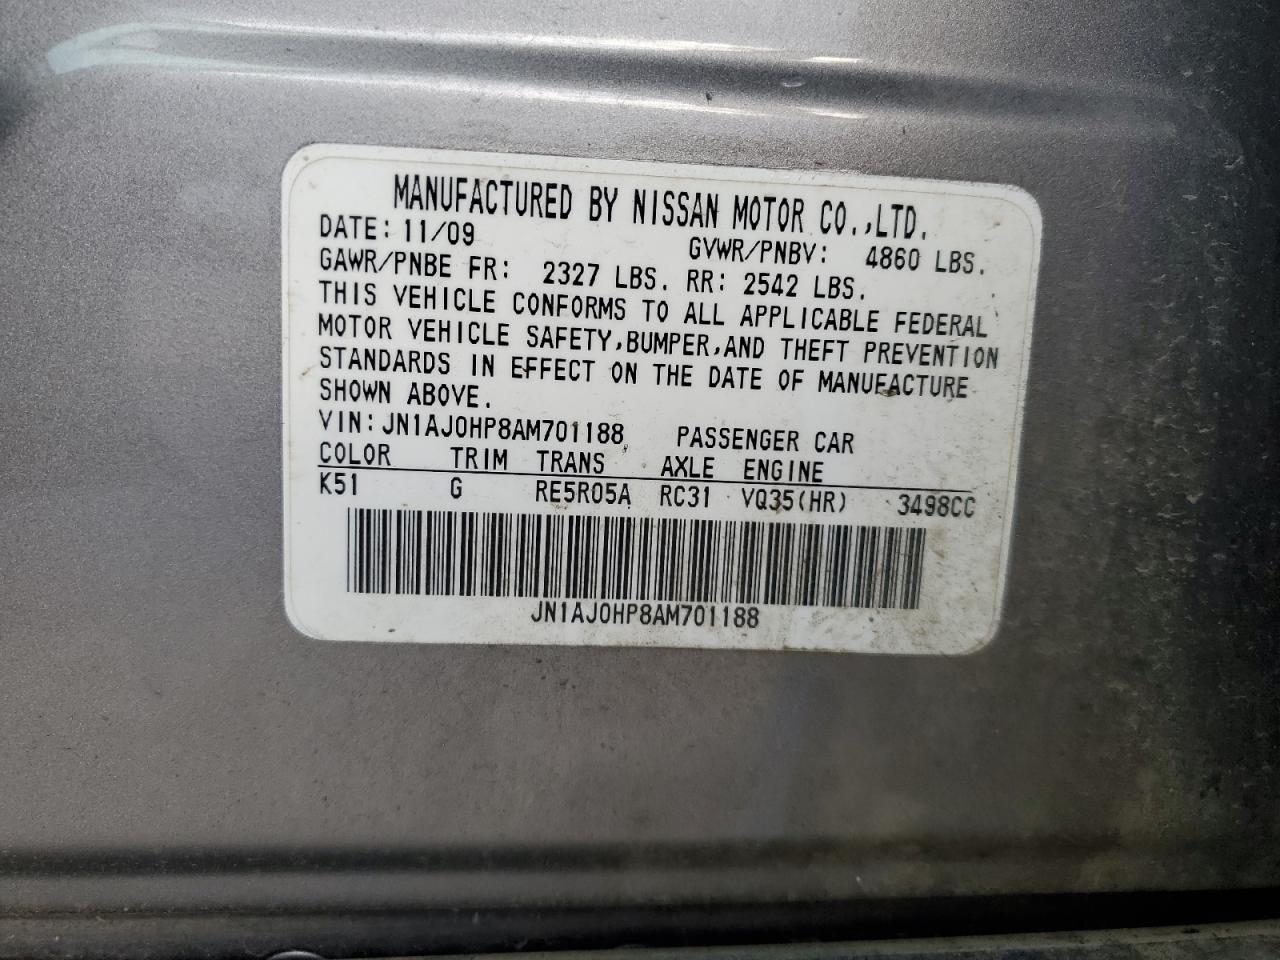 MANUFACTURED BY NISSAN MOTOR CO.,LTD.
DATE: 11/09 GVWR/PNBV: 4860 LBS.
GAWR/PNBE FR: 2327 LBS. RR: 2542 LBS.
THIS VEHICLE CONFORMS TO ALL APPLICABLE FEDERAL
MOTOR VEHICLE SAFETY,BUMPER,AND THEFT PREVENTION
STANDARDS IN EFFECT ON THE DATE OF MANUFACTURE
SHOWN ABOVE.
VIN:JN1AJ0HP8AM701188 PASSENGER CAR
COLOR TRIM TRANS AXLE ENGINE
K51 G RE5R05A RC31 VQ35(HR) 3498CC
JN1AJ0HP8AM701188